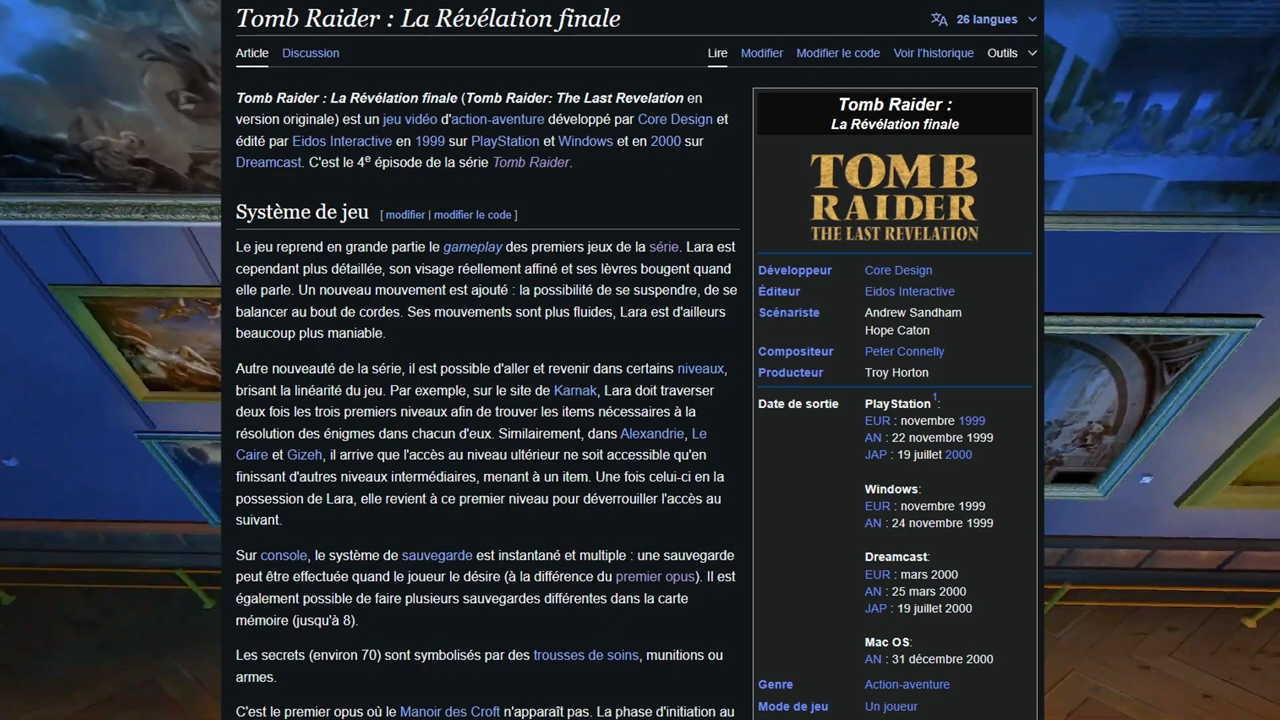 Tomb Raider : La Révélation finale
26 langues
Article Discussion
Lire Modifier Modifier le code Voir l'historique Outils
Tomb Raider : La Révélation finale (Tomb Raider: The Last Revelation en
version originale) est un jeu vidéo d'action-aventure développé par Core Design et
édité par Eidos Interactive en 1999 sur PlayStation et Windows et en 2000 sur
Dreamcast. C'est le 4e épisode de la série Tomb Raider.
Système de jeu [ modifier | modifier le code ]
Le jeu reprend en grande partie le gameplay des premiers jeux de la série. Lara est
cependant plus détaillée, son visage réellement affiné et ses lèvres bougent quand
elle parle. Un nouveau mouvement est ajouté : la possibilité de se suspendre, de se
balancer au bout de cordes. Ses mouvements sont plus fluides, Lara est d'ailleurs
beaucoup plus maniable.
Autre nouveauté de la série, il est possible d'aller et revenir dans certains niveaux,
brisant la linéarité du jeu. Par exemple, sur le site de Karnak, Lara doit traverser
deux fois les trois premiers niveaux afin de trouver les items nécessaires à la
résolution des énigmes dans chacun d'eux. Similairement, dans Alexandrie, Le
Caire et Gizeh, il arrive que l'accès au niveau ultérieur ne soit accessible qu'en
finissant d'autres niveaux intermédiaires, menant à un item. Une fois celui-ci en la
possession de Lara, elle revient à ce premier niveau pour déverrouiller l'accès au
suivant.
Sur console, le système de sauvegarde est instantané et multiple : une sauvegarde
peut être effectuée quand le joueur le désire (à la différence du premier opus). Il est
également possible de faire plusieurs sauvegardes différentes dans la carte
mémoire (jusqu'à 8).
Les secrets (environ 70) sont symbolisés par des trousses de soins, munitions ou
armes.
C'est le premier opus où le Manoir des Croft n'apparaît pas. La phase d'initiation au
Tomb Raider :
La Révélation finale
TOMB
RAIDER
THE LAST REVELATION
Développeur Core Design
Éditeur Eidos Interactive
Scénariste Andrew Sandham
Hope Caton
Compositeur Peter Connelly
Producteur Troy Horton
Date de sortie PlayStation 1:
EUR : novembre 1999
AN : 22 novembre 1999
JAP : 19 juillet 2000
Windows:
EUR : novembre 1999
AN : 24 novembre 1999
Dreamcast:
EUR : mars 2000
AN : 25 mars 2000
JAP : 19 juillet 2000
Mac OS:
AN : 31 décembre 2000
Genre Action-aventure
Mode de jeu Un joueur